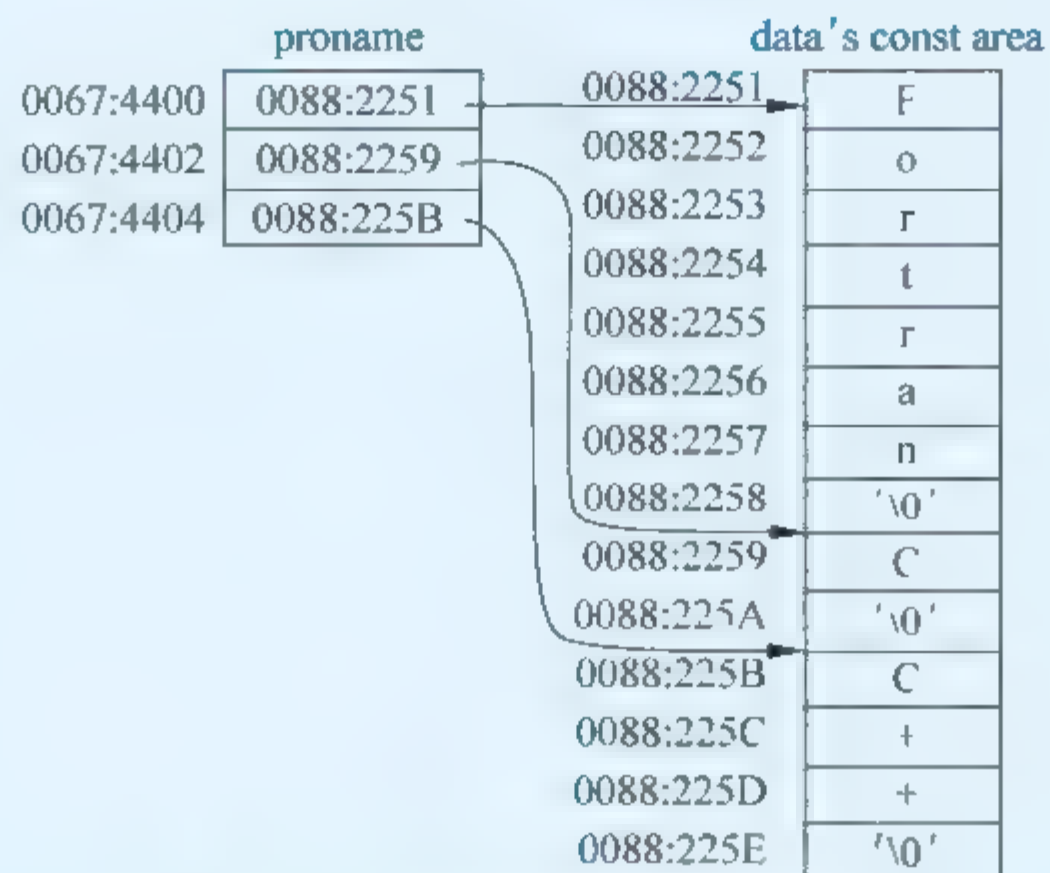 proname
data's const area
0067:4400 0088:2251 0088:2251 F
0067:4402 0088:2259 0088:2252 o
0067:4404 0088:225B 0088:2253 r
0088:2254 t
0088:2255 r
0088:2256 a
0088:2257 n
0088:2258 '\0'
0088:2259 C
0088:225A '\0'
0088:225B C
0088:225C +
0088:225D +
0088:225E '\0'